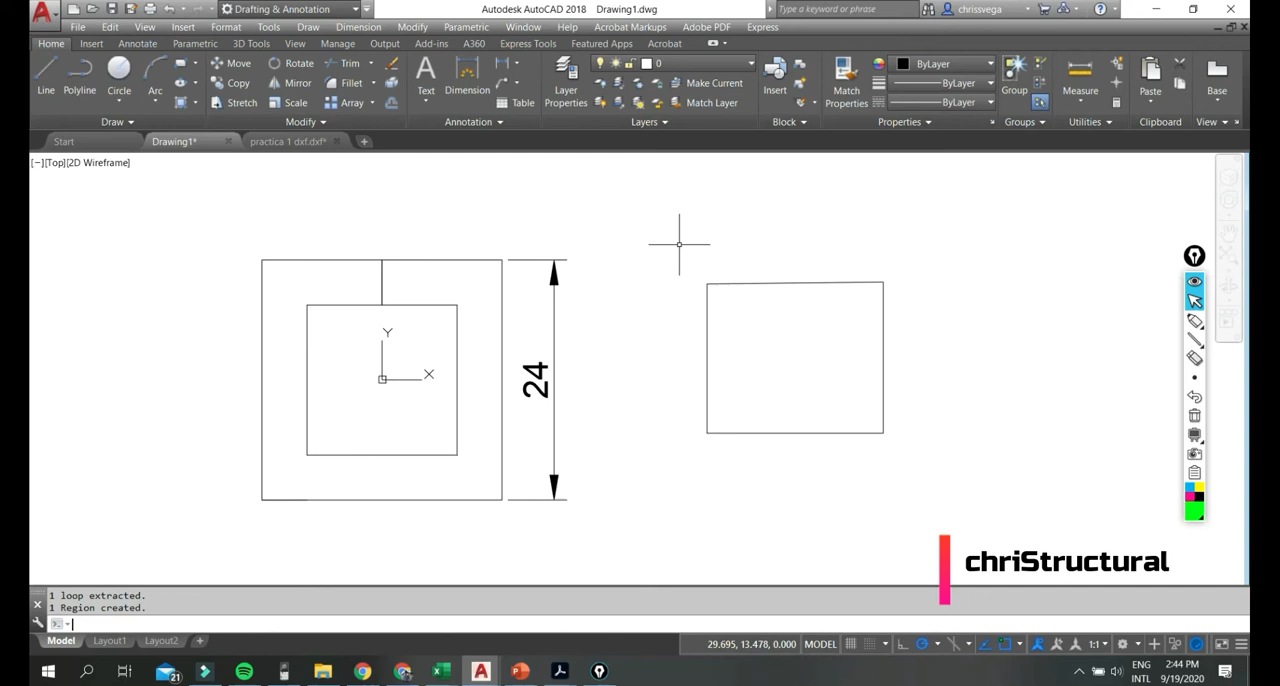 Drafting & Annotation
Autodesk AutoCAD 2018 Drawing1.dwg
Type a keyword or phrase
chrissvega
File Edit View Insert Format Tools Draw Dimension Modify Parametric Window Help Acrobat Markups Adobe PDF Express
Home Insert Annotate Parametric 3D Tools View Manage Output Add-ins A360 Express Tools Featured Apps Acrobat
Line
Polyline
Circle
Arc
Move
Rotate
Trim
Copy
Mirror
Fillet
Stretch
Scale
Array
Text
Dimension
Table
Layer
Properties
0
Make Current
Match Layer
Insert
Match
Properties
ByLayer
ByLayer
ByLayer
Group
Measure
Paste
Base
Draw
Modify
Annotation
Layers
Block
Properties
Groups
Utilities
Clipboard
View
Start
Drawing1*
practica 1 dxf.dxf*
[−][Top][2D Wireframe]
Y
X
24
chriStructural
1 loop extracted.
1 Region created.
Model Layout1 Layout2
29.695, 13.478, 0.000 MODEL
1:1
21
ENG
INTL
2:44 PM
9/19/2020